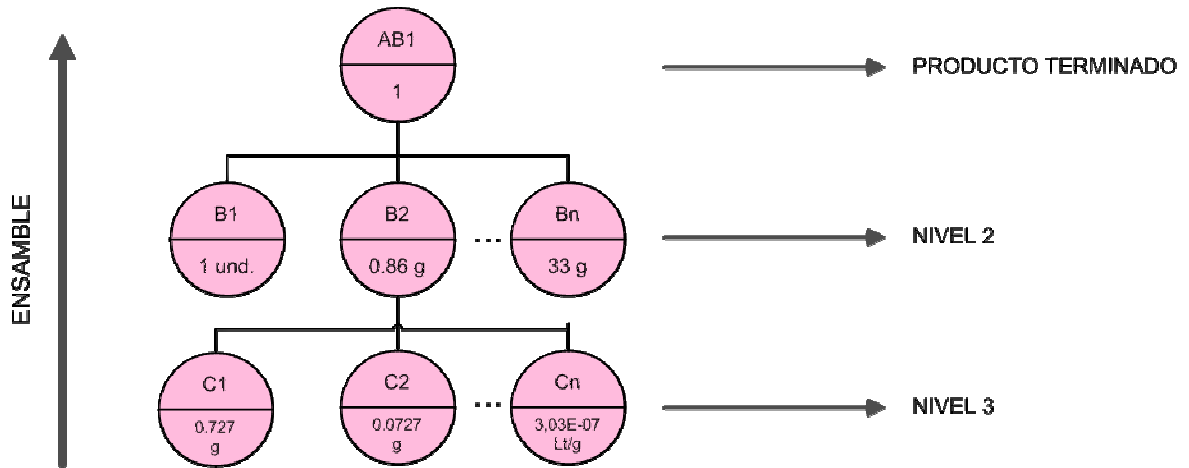 AB1
1
PRODUCTO TERMINADO
B1
1 und.
B2
0.86 g
...
Bn
33 g
NIVEL 2
ENSAMBLE
C1
0.727
g
C2
0.0727
g
...
Cn
3,03E-07
Lt/g
NIVEL 3